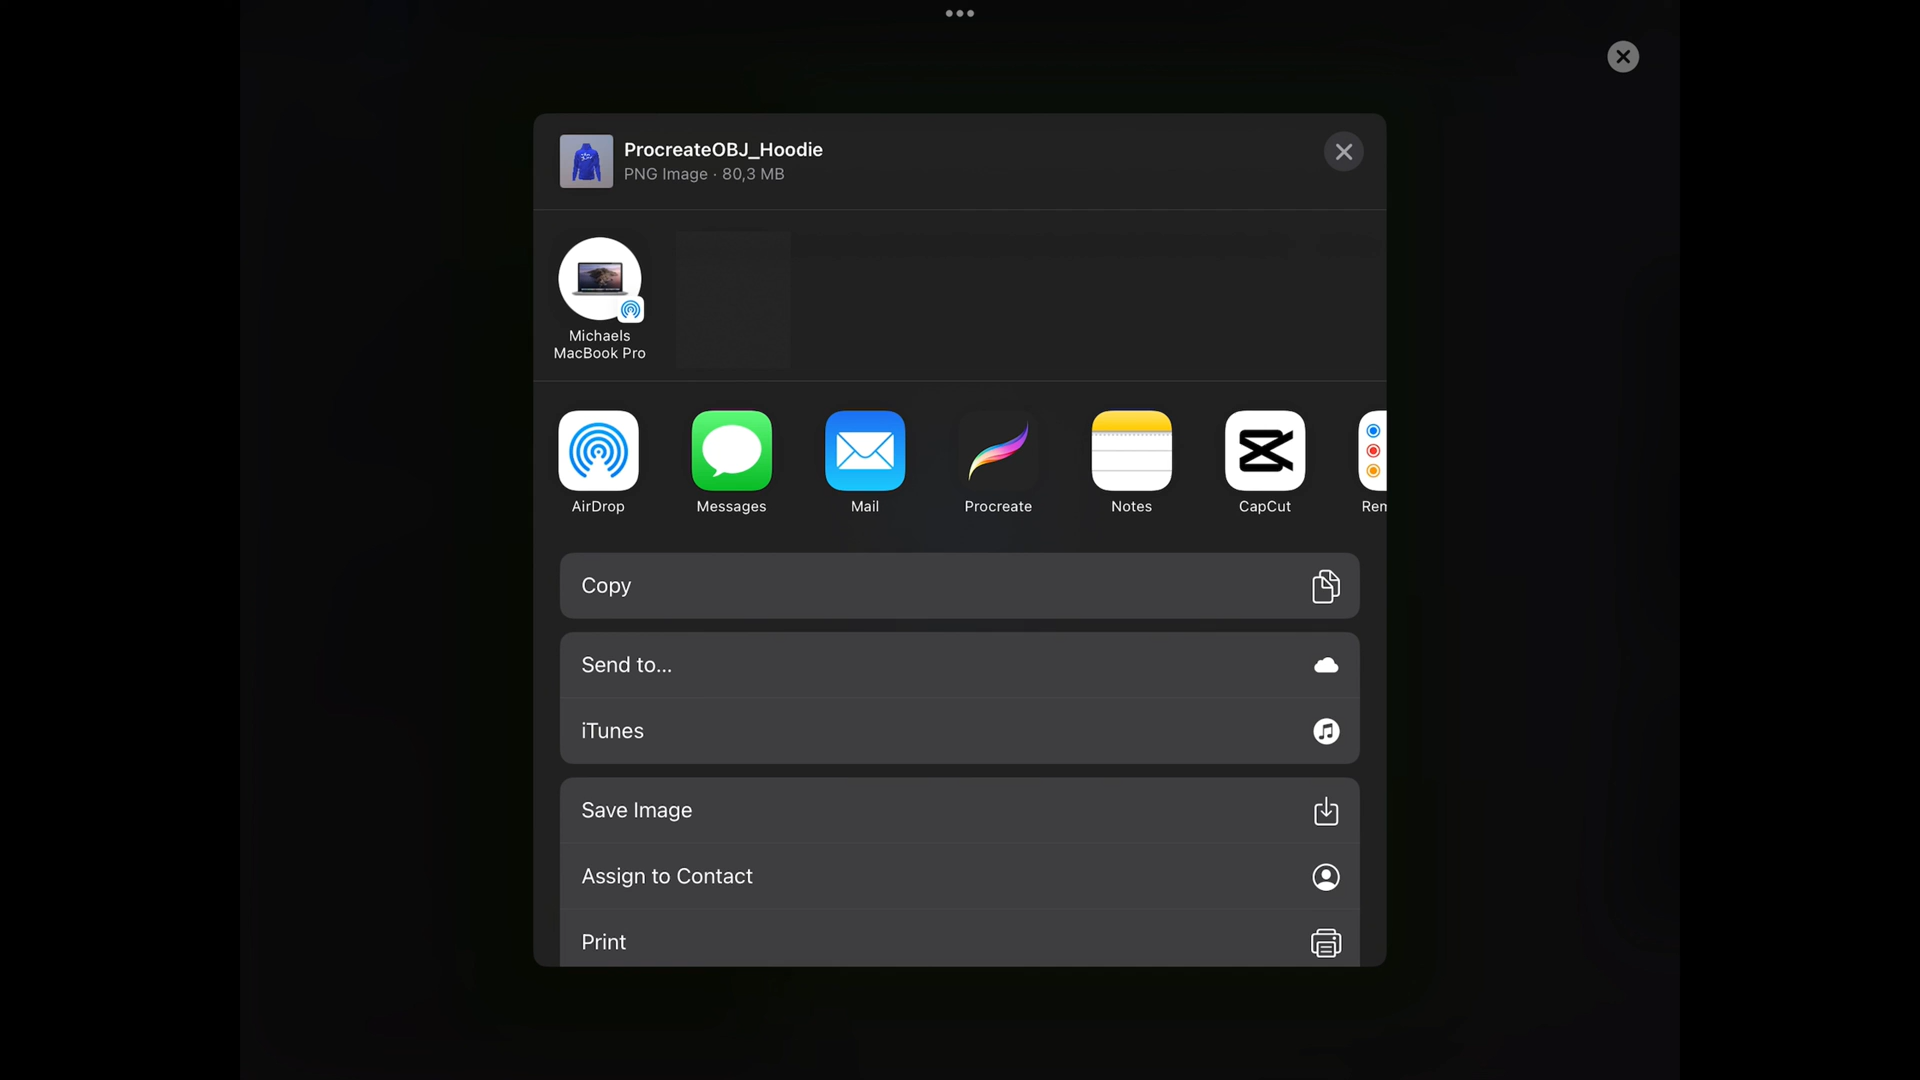 ProcreateOBJ_Hoodie
PNG Image · 80,3 MB
Michaels
MacBook Pro
AirDrop
Messages
Mail
Procreate
Notes
CapCut
Rem
Copy
Send to...
iTunes
Save Image
Assign to Contact
Print